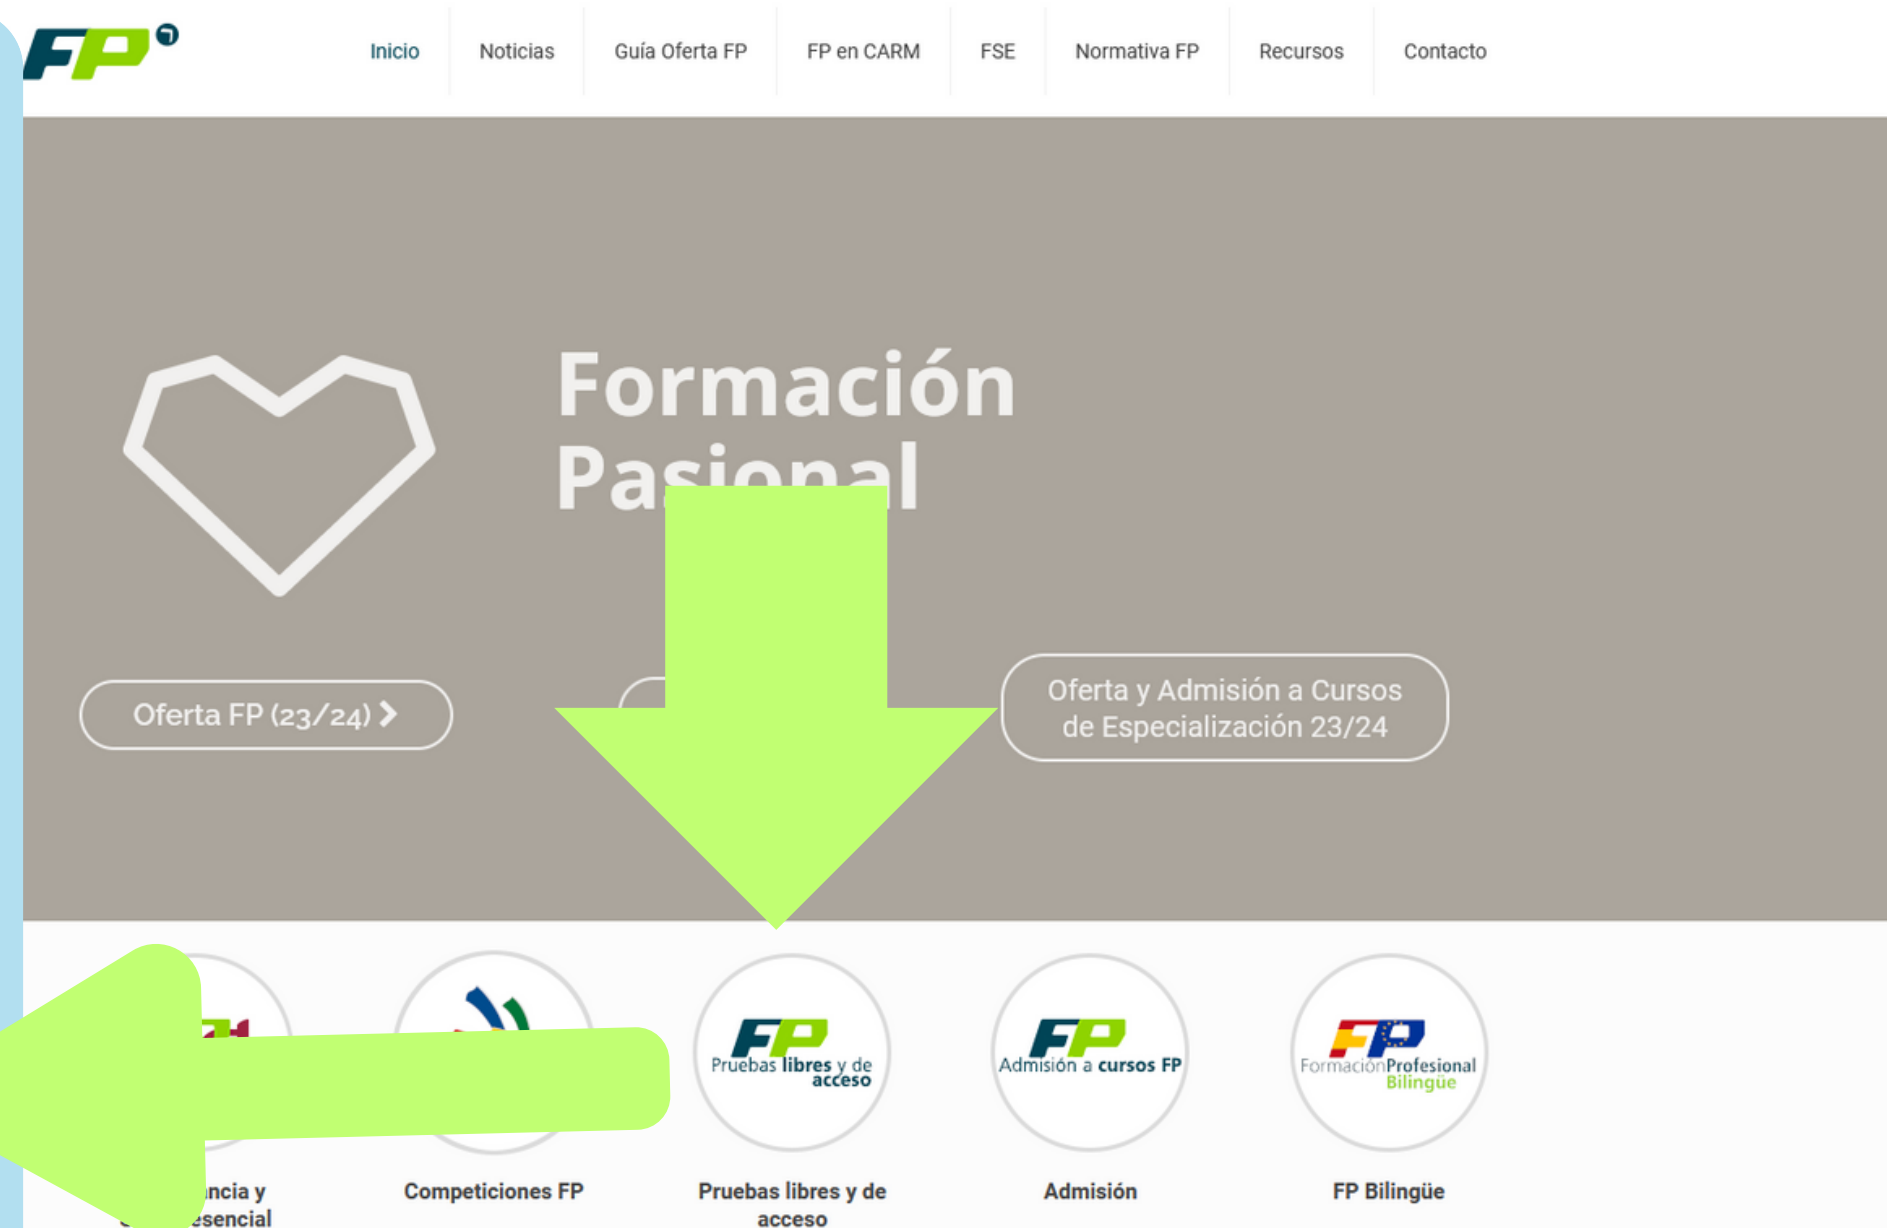 FP
Inicio Noticias Guía Oferta FP FP en CARM FSE Normativa FP Recursos Contacto
Formación
Pasional
Oferta FP (23/24)
Oferta y Admisión a Cursos
de Especialización 23/24
FP
Pruebas libres y de
acceso
FP
Admisión a cursos FP
FP
Formación Profesional
Bilingüe
y
Competiciones FP
Pruebas libres y de
acceso
Admisión
FP Bilingüe